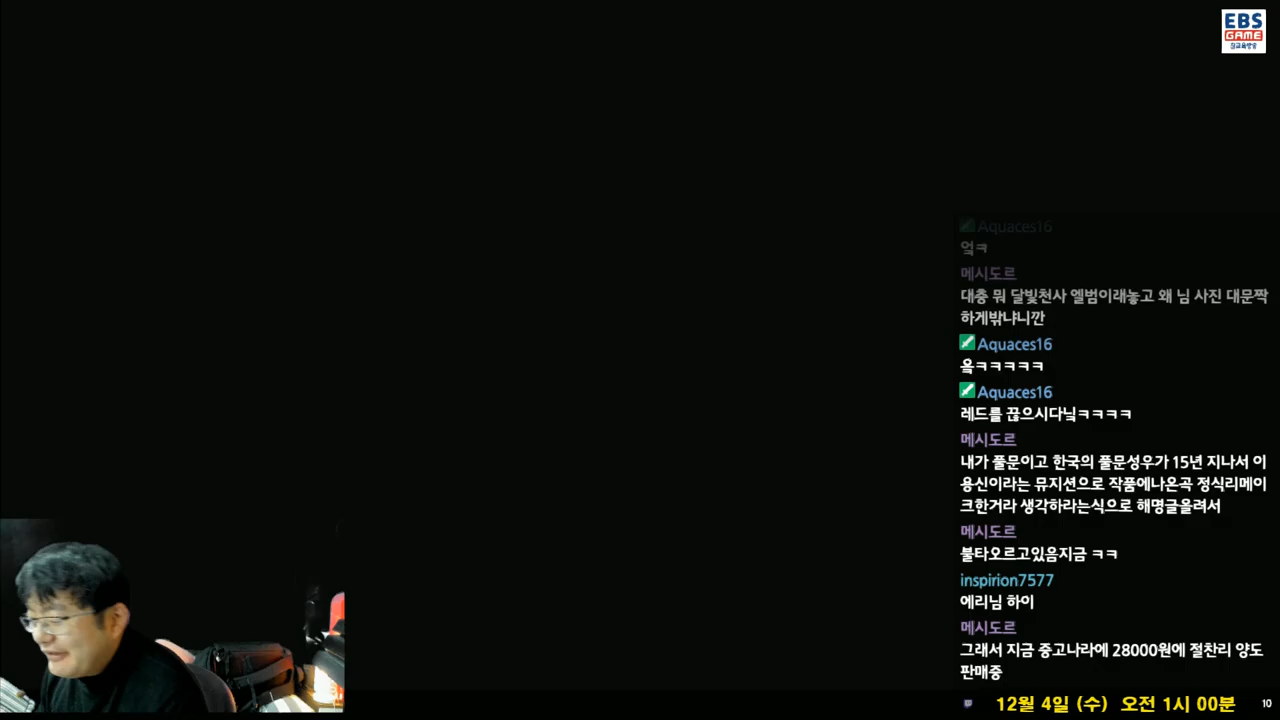 EBS
GAME
겜교육방송
Aquaces16
엌ㅋ
메시도르
대충 뭐 달빛천사 엘범이래놓고 왜 님 사진 대문짝
하게밖냐니깐
Aquaces16
욬ㅋㅋㅋㅋㅋ
Aquaces16
레드를 끊으시다닠ㅋㅋㅋㅋ
메시도르
내가 풀문이고 한국의 풀문성우가 15년 지나서 이
용신이라는 뮤지션으로 작품에나온곡 정식리메이
크한거라 생각하라는식으로 해명글올려서
메시도르
불타오르고있음지금 ㅋㅋ
inspirion7577
에리님 하이
메시도르
그래서 지금 중고나라에 28000원에 절찬리 양도
판매중
12월 4일 (수) 오전 1시 00분
10